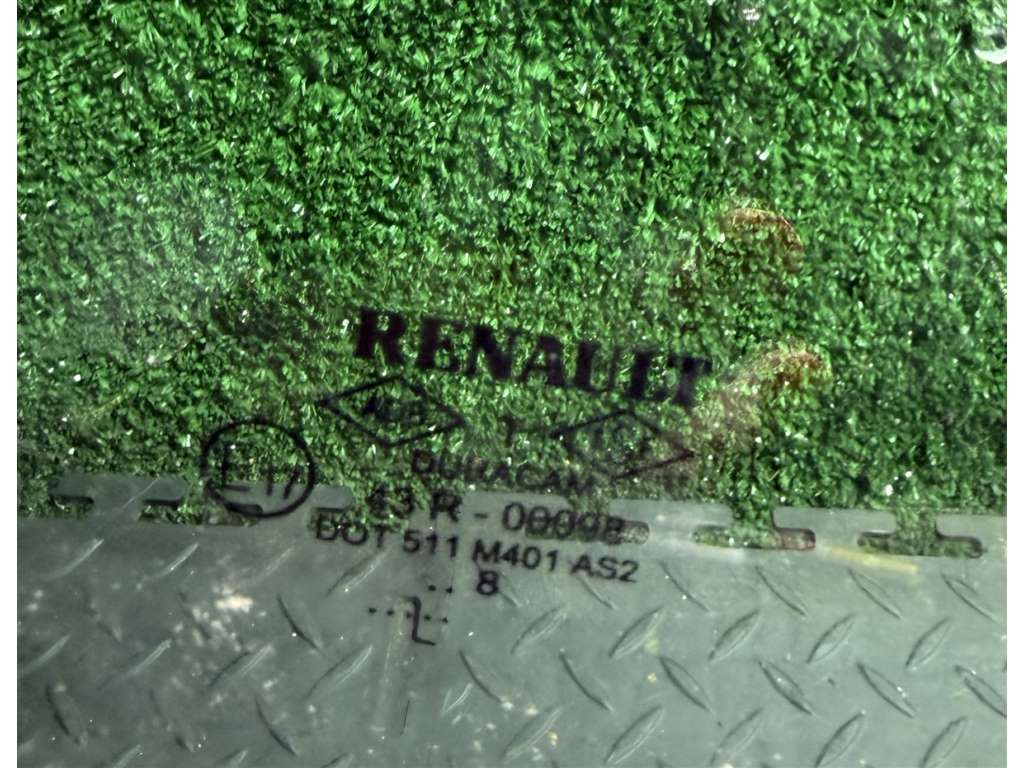 RENAULT
DURACAM
E11
43 R - 00098
DOT 511 M401 AS2
8